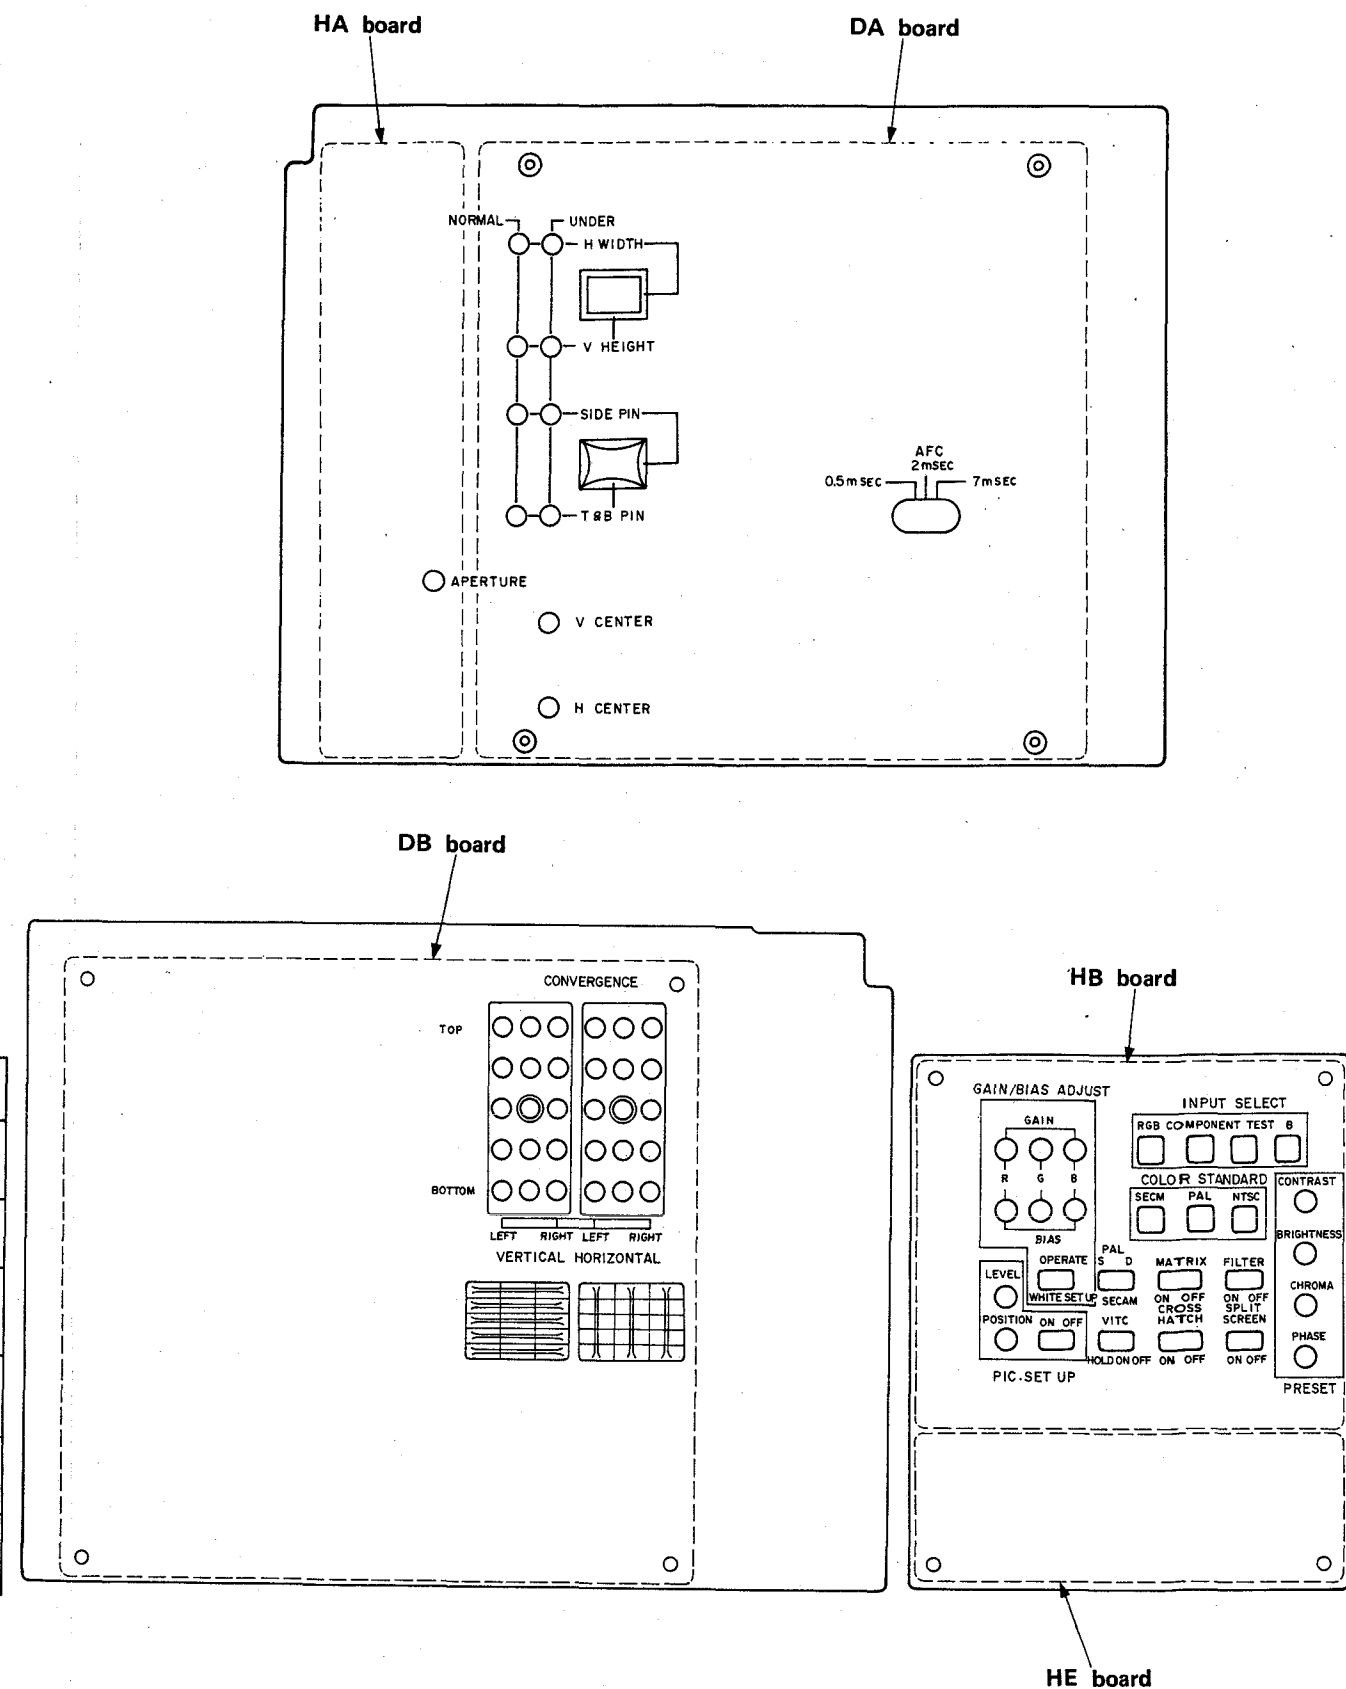 HA board
DA board
NORMAL
UNDER
H WIDTH
V HEIGHT
SIDE PIN
T&B PIN
AFC
2mSEC
0.5mSEC
7mSEC
APERTURE
V CENTER
H CENTER
DB board
CONVERGENCE
TOP
BOTTOM
LEFT RIGHT LEFT RIGHT
VERTICAL HORIZONTAL
HB board
GAIN/BIAS ADJUST
GAIN
R G B
BIAS
INPUT SELECT
RGB COMPONENT TEST B
COLOR STANDARD
SECM PAL NTSC
CONTRAST
BRIGHTNESS
CHROMA
PHASE
PRESET
OPERATE
WHITE SET UP
PAL
S D
SECAM
MATRIX
ON OFF
FILTER
ON OFF
LEVEL
POSITION
ON OFF
PIC.SET UP
VITC
HOLD ON OFF
CROSS
HATCH
ON OFF
SPLIT
SCREEN
ON OFF
HE board